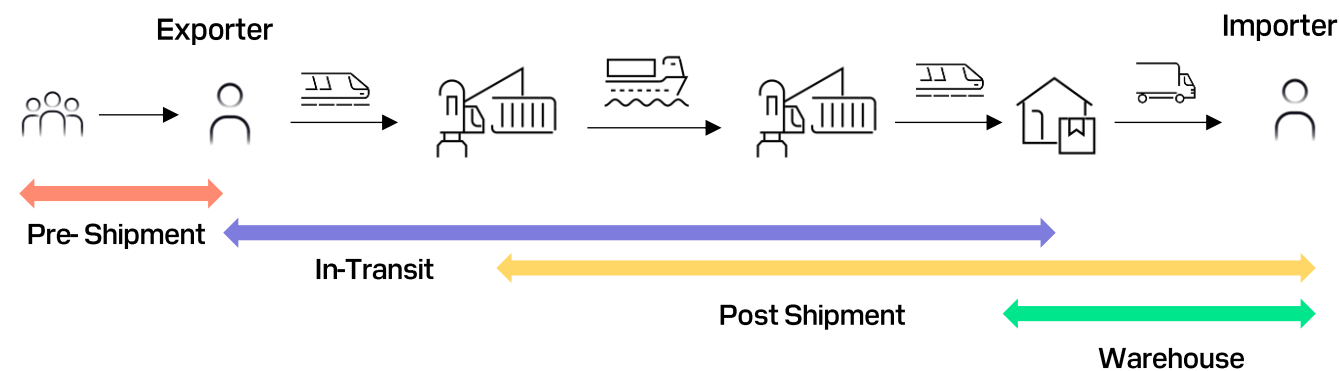 Exporter
Importer
Pre- Shipment
In-Transit
Post Shipment
Warehouse